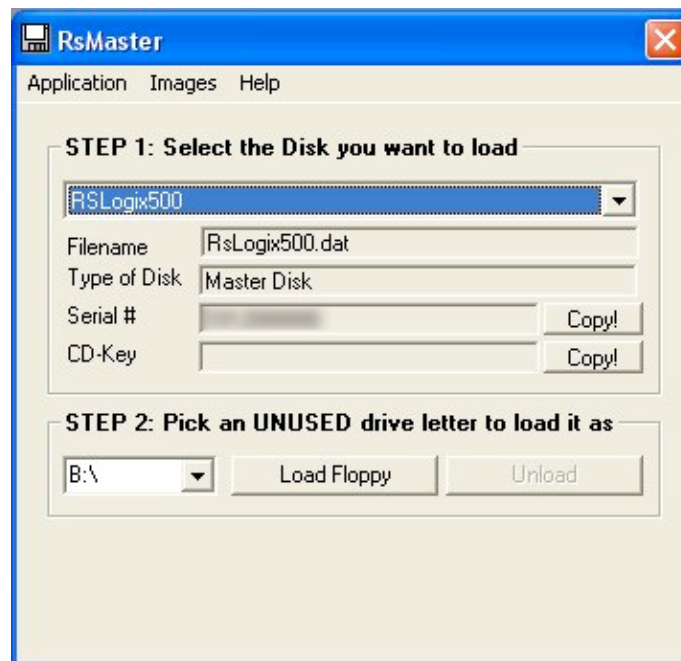 RsMaster
Application Images Help
STEP 1: Select the Disk you want to load
RSLogix500
Filename RsLogix500.dat
Type of Disk Master Disk
Serial # Copy!
CD-Key Copy!
STEP 2: Pick an UNUSED drive letter to load it as
B:\ Load Floppy Unload